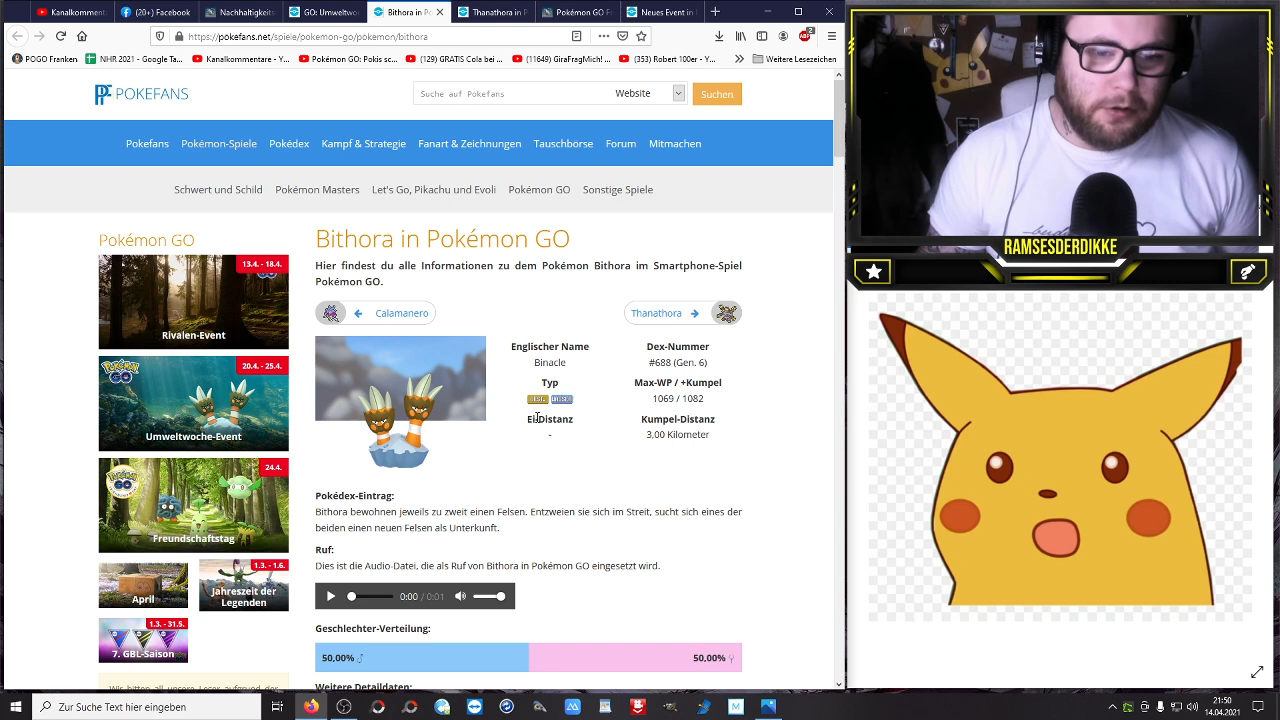 Kanalkomment
(20+) Facebook
Nachhaltigkeits
GO: Umweltwo
Bithora in Po
Thanathora in P
Pokémon GO Fr
Neues Event in
https://pokefans.net/spiele/pokemon-go/pokemon/bithora
POGO Franken
NHR 2021 - Google Ta...
Kanalkommentare - Y...
Pokémon GO: Pokis sc...
(129) GRATIS Cola bei ...
(11649) GiraFragMich!...
(353) Robert 100er - Y...
Weitere Lesezeichen
POKEFANS
Suche auf Pokefans
Website
Suchen
Pokefans
Pokémon-Spiele
Pokédex
Kampf & Strategie
Fanart & Zeichnungen
Tauschbörse
Forum
Mitmachen
Schwert und Schild
Pokémon Masters
Let's Go, Pikachu und Evoli
Pokémon GO
Sonstige Spiele
Pokémon GO
13.4. - 18.4.
Rivalen-Event
20.4. - 25.4.
Umweltwoche-Event
24.4.
Freundschaftstag
April
1.3. - 1.6.
Jahreszeit der
Legenden
1.3. - 31.5.
7. GBL-Saison
Wir bitten all unsere Leser aufgrund der
Bithora in Pokémon GO
Hier findest du alle Informationen zu dem Pokémon Bithora im Smartphone-Spiel
Pokémon GO.
Calamanero
Thanathora
Englischer Name
Binacle
Dex-Nummer
#688 (Gen. 6)
Typ
Max-WP / +Kumpel
1069 / 1082
Ei-Distanz
-
Kumpel-Distanz
3,00 Kilometer
Pokédex-Eintrag:
Bithora bewohnen jeweils zu zweit einen Felsen. Entzweien sie sich im Streit, sucht sich eines der
beiden einen neuen Felsen als Unterkunft.
Ruf:
Dies ist die Audio-Datei, die als Ruf von Bithora in Pokémon GO eingesetzt wird.
0:00 / 0:01
Geschlechter-Verteilung:
50,00% ♂
50,00% ♀
Weitere Detaildaten:
RAMSESDERDIKKE
Zur Suche Text hier eingeben
21:50
14.04.2021